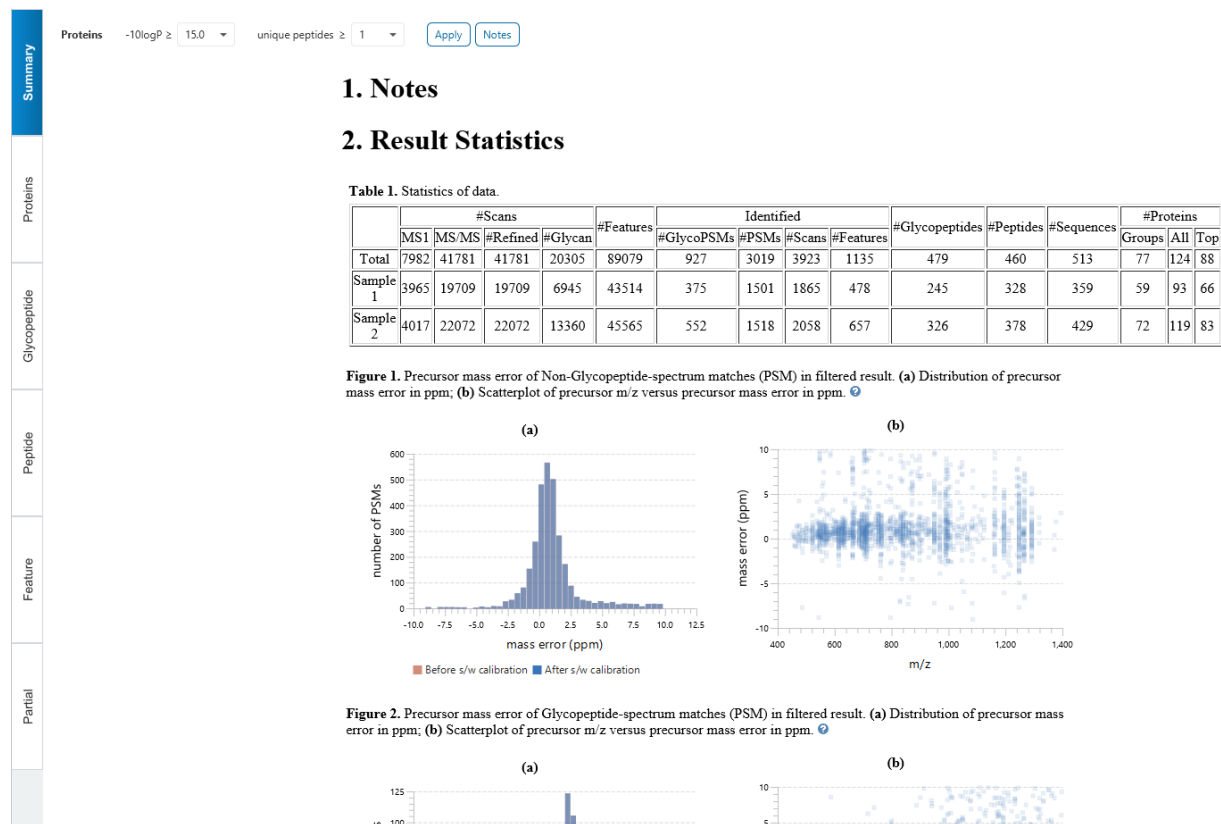 Summary
Proteins
Glycopeptide
Peptide
Feature
Partial
Proteins -10logP ≥ 15.0 unique peptides ≥ 1 Apply Notes
1. Notes
2. Result Statistics
Table 1. Statistics of data.
#Scans #Features Identified #Glycopeptides #Peptides #Sequences #Proteins
MS1 MS/MS #Refined #Glycan #GlycoPSMs #PSMs #Scans #Features Groups All Top
Total 7982 41781 41781 20305 89079 927 3019 3923 1135 479 460 513 77 124 88
Sample 1 3965 19709 19709 6945 43514 375 1501 1865 478 245 328 359 59 93 66
Sample 2 4017 22072 22072 13360 45565 552 1518 2058 657 326 378 429 72 119 83
Figure 1. Precursor mass error of Non-Glycopeptide-spectrum matches (PSM) in filtered result. (a) Distribution of precursor
mass error in ppm; (b) Scatterplot of precursor m/z versus precursor mass error in ppm.
(a)
number of PSMs
600
500
400
300
200
100
0
-10.0 -7.5 -5.0 -2.5 0.0 2.5 5.0 7.5 10.0 12.5
mass error (ppm)
Before s/w calibration After s/w calibration
(b)
mass error (ppm)
10
5
0
-5
-10
400 600 800 1,000 1,200 1,400
m/z
Figure 2. Precursor mass error of Glycopeptide-spectrum matches (PSM) in filtered result. (a) Distribution of precursor mass
error in ppm; (b) Scatterplot of precursor m/z versus precursor mass error in ppm.
(a)
125
100
(b)
10
5